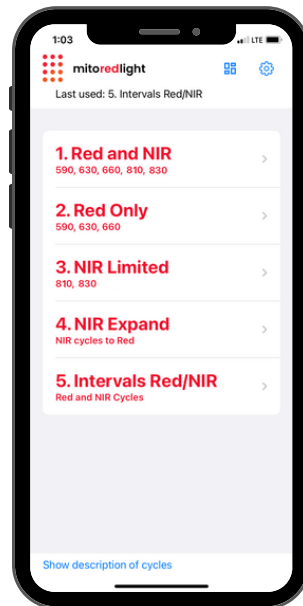 1:03 LTE
mitoredlight
Last used: 5. Intervals Red/NIR
1. Red and NIR
590, 630, 660, 810, 830
2. Red Only
590, 630, 660
3. NIR Limited
810, 830
4. NIR Expand
NIR cycles to Red
5. Intervals Red/NIR
Red and NIR Cycles
Show description of cycles